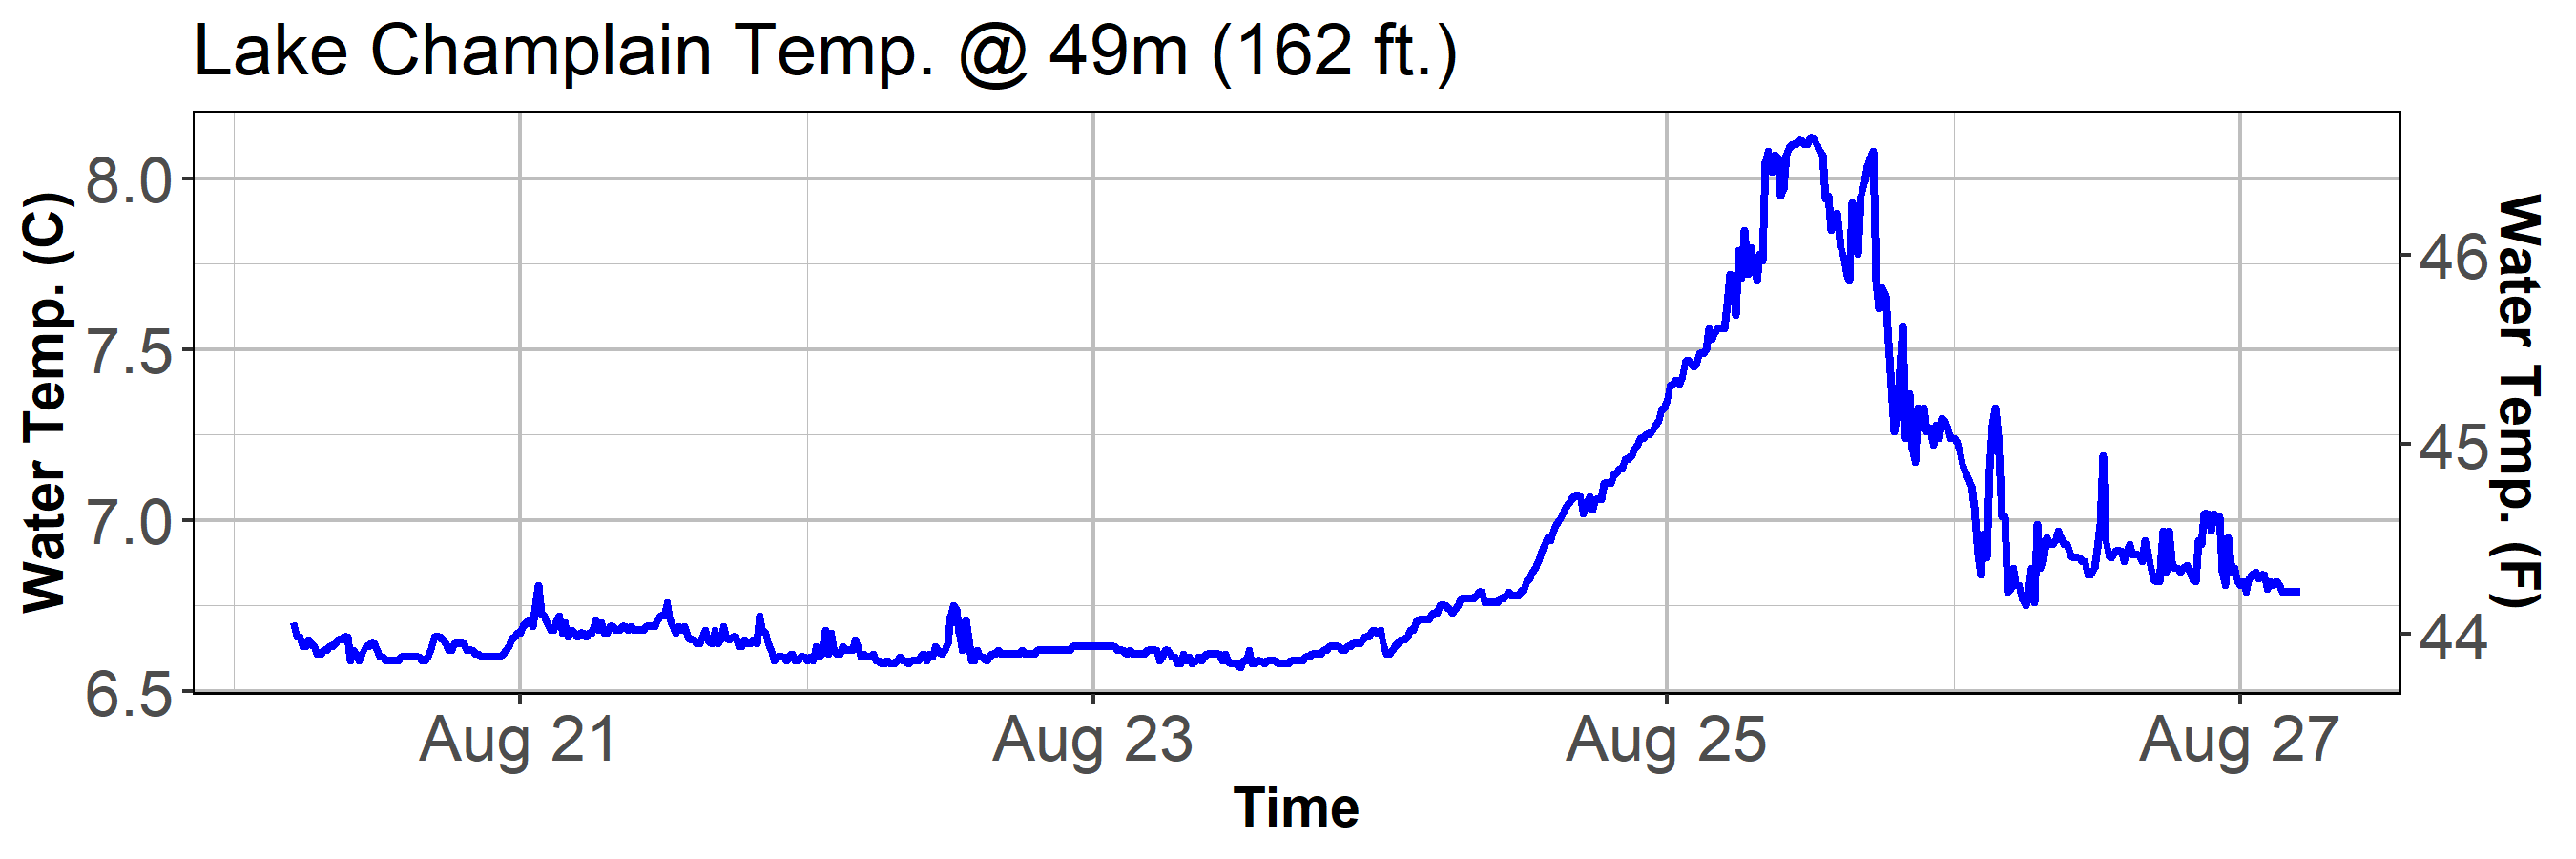 Lake Champlain Temp. @ 49m (162 ft.)
Water Temp. (C)
8.0
7.5
7.0
6.5
46
45
44
Water Temp. (F)
Aug 21
Aug 23
Aug 25
Aug 27
Time